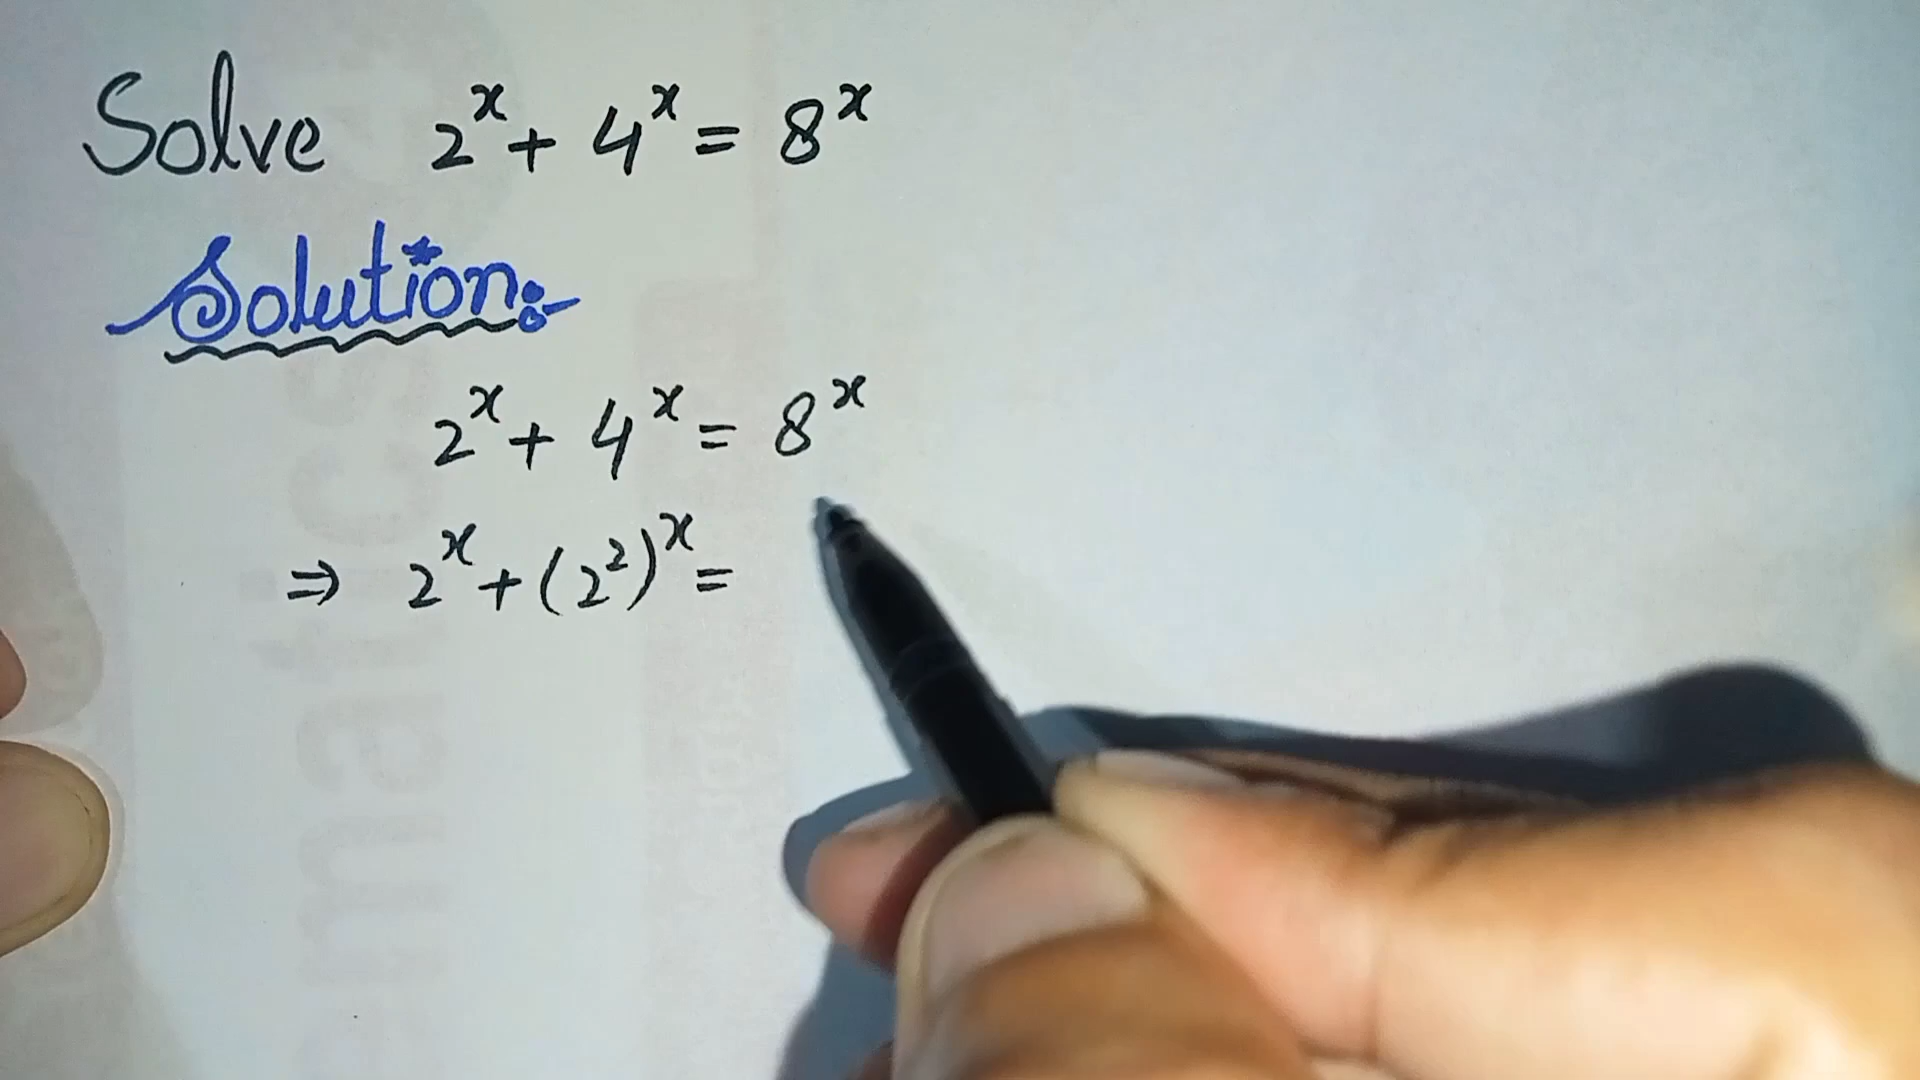 Solve 2^x + 4^x = 8^x
Solution:-
2^x + 4^x = 8^x
⇒ 2^x + (2^2)^x =